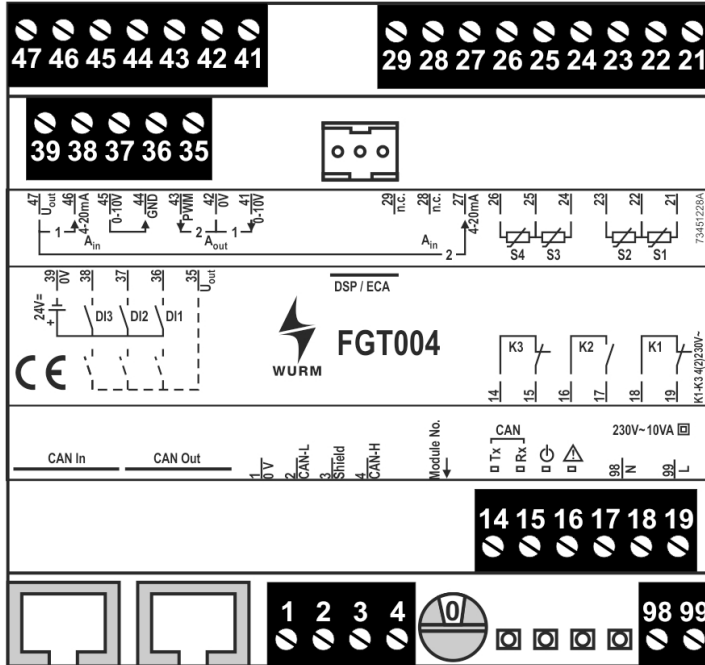 47 46 45 44 43 42 41
29 28 27 26 25 24 23 22 21
39 38 37 36 35
47 46 45 44 43 42 41 29 28 27 26 25 24 23 22 21
Uout 4-20mA 0-10V GND PWM 0V 0-10V n.c. n.c. 4-20mA
1 2 1
Ain Aout Ain 2
S4 S3 S2 S1
73451228A
39 38 37 36 35
0V Uout
DSP / ECA
24V= +
DI3 DI2 DI1
WURM
FGT004
K3 K2 K1
CE
14 15 16 17 18 19
K1-K3 4(2)230V~
CAN In CAN Out
1 2 3 4
0 V CAN-L Shield CAN-H
Module No.
CAN
Tx Rx
230V~10VA
98 N 99 L
14 15 16 17 18 19
1 2 3 4
0
98 99